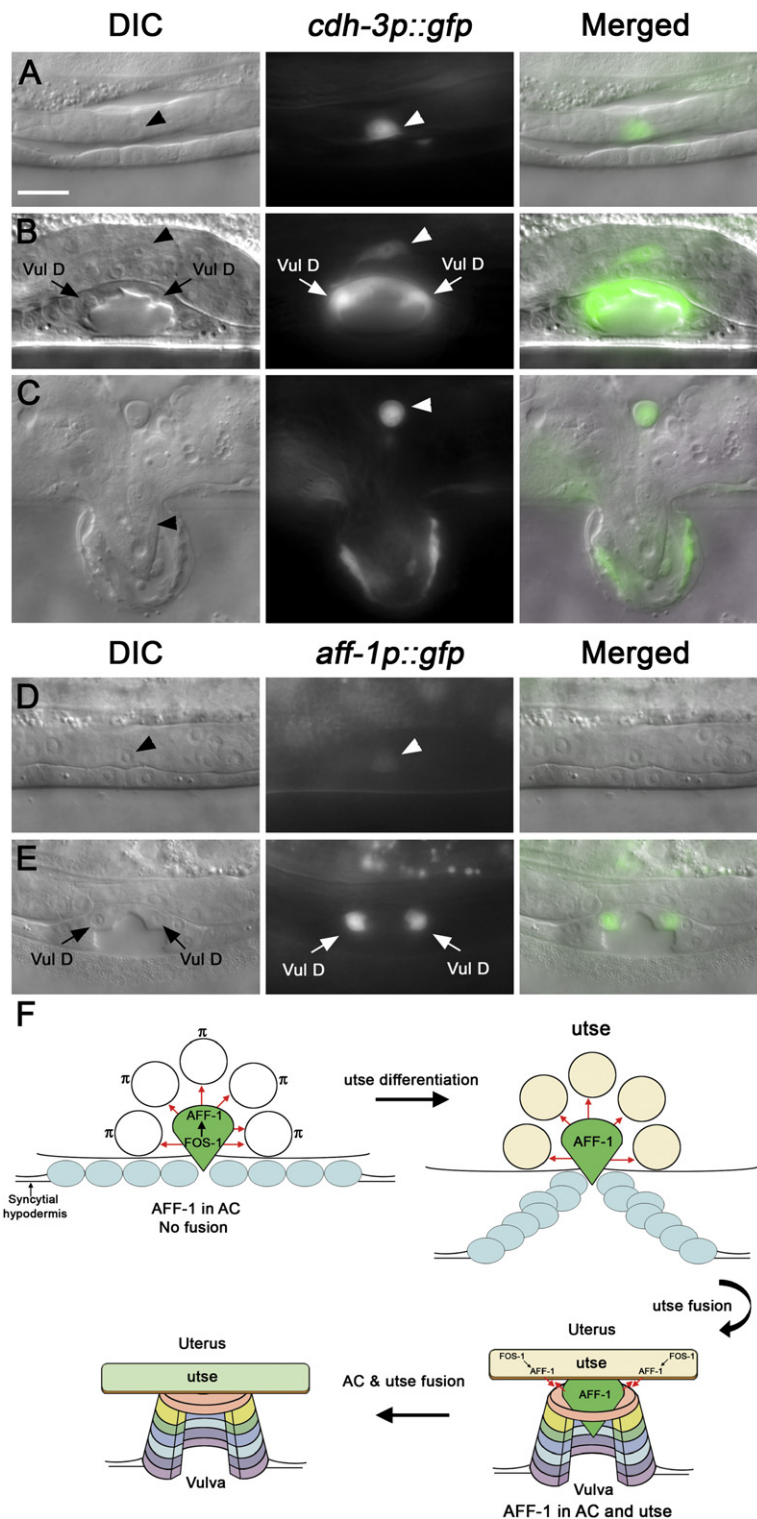 DIC cdh-3p::gfp Merged
A
B
Vul D Vul D Vul D Vul D
C
DIC aff-1p::gfp Merged
D
E
Vul D Vul D Vul D Vul D
F
π
π π
π π
AFF-1
FOS-1
Syncytial
hypodermis
AFF-1 in AC
No fusion
utse differentiation
utse
AFF-1
utse fusion
Uterus
FOS-1 FOS-1
AFF-1 utse AFF-1
AFF-1
Vulva
AFF-1 in AC and utse
AC & utse fusion
Uterus
utse
Vulva